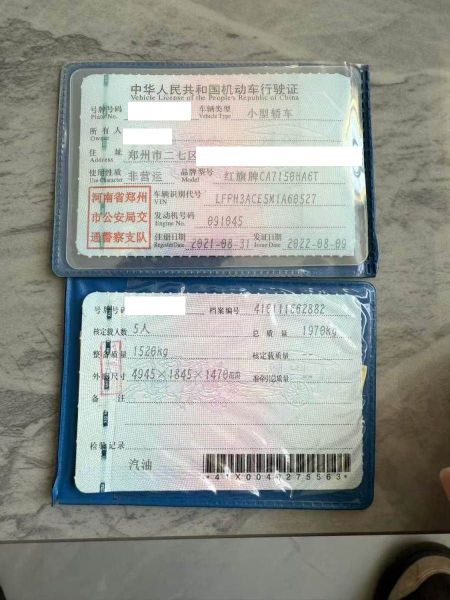 中华人民共和国机动车行驶证
Vehicle License of the People's Republic of China
号牌号码 车辆类型 小型轿车
Plate No. Vehicle Type
所有人
Owner
住址 郑州市二七区
Address
使用性质 非营运 品牌型号 红旗牌CA7150HA6T
Use Character Model
河南省郑州 车辆识别代号 LFPH3ACE5M1A60527
VIN
市公安局交 发动机号码 091045
Engine No.
通警察支队 注册日期 2021-08-31 发证日期 2022-08-09
Register Date Issue Date
号牌号码 档案编号 410111662882
核定载人数 5人 总质量 1970kg
整备质量 1520kg 核定载质量 --
外廓尺寸 4945×1845×1470mm 准牵引总质量 --
备注
检验记录
汽油
*41X0040275563*